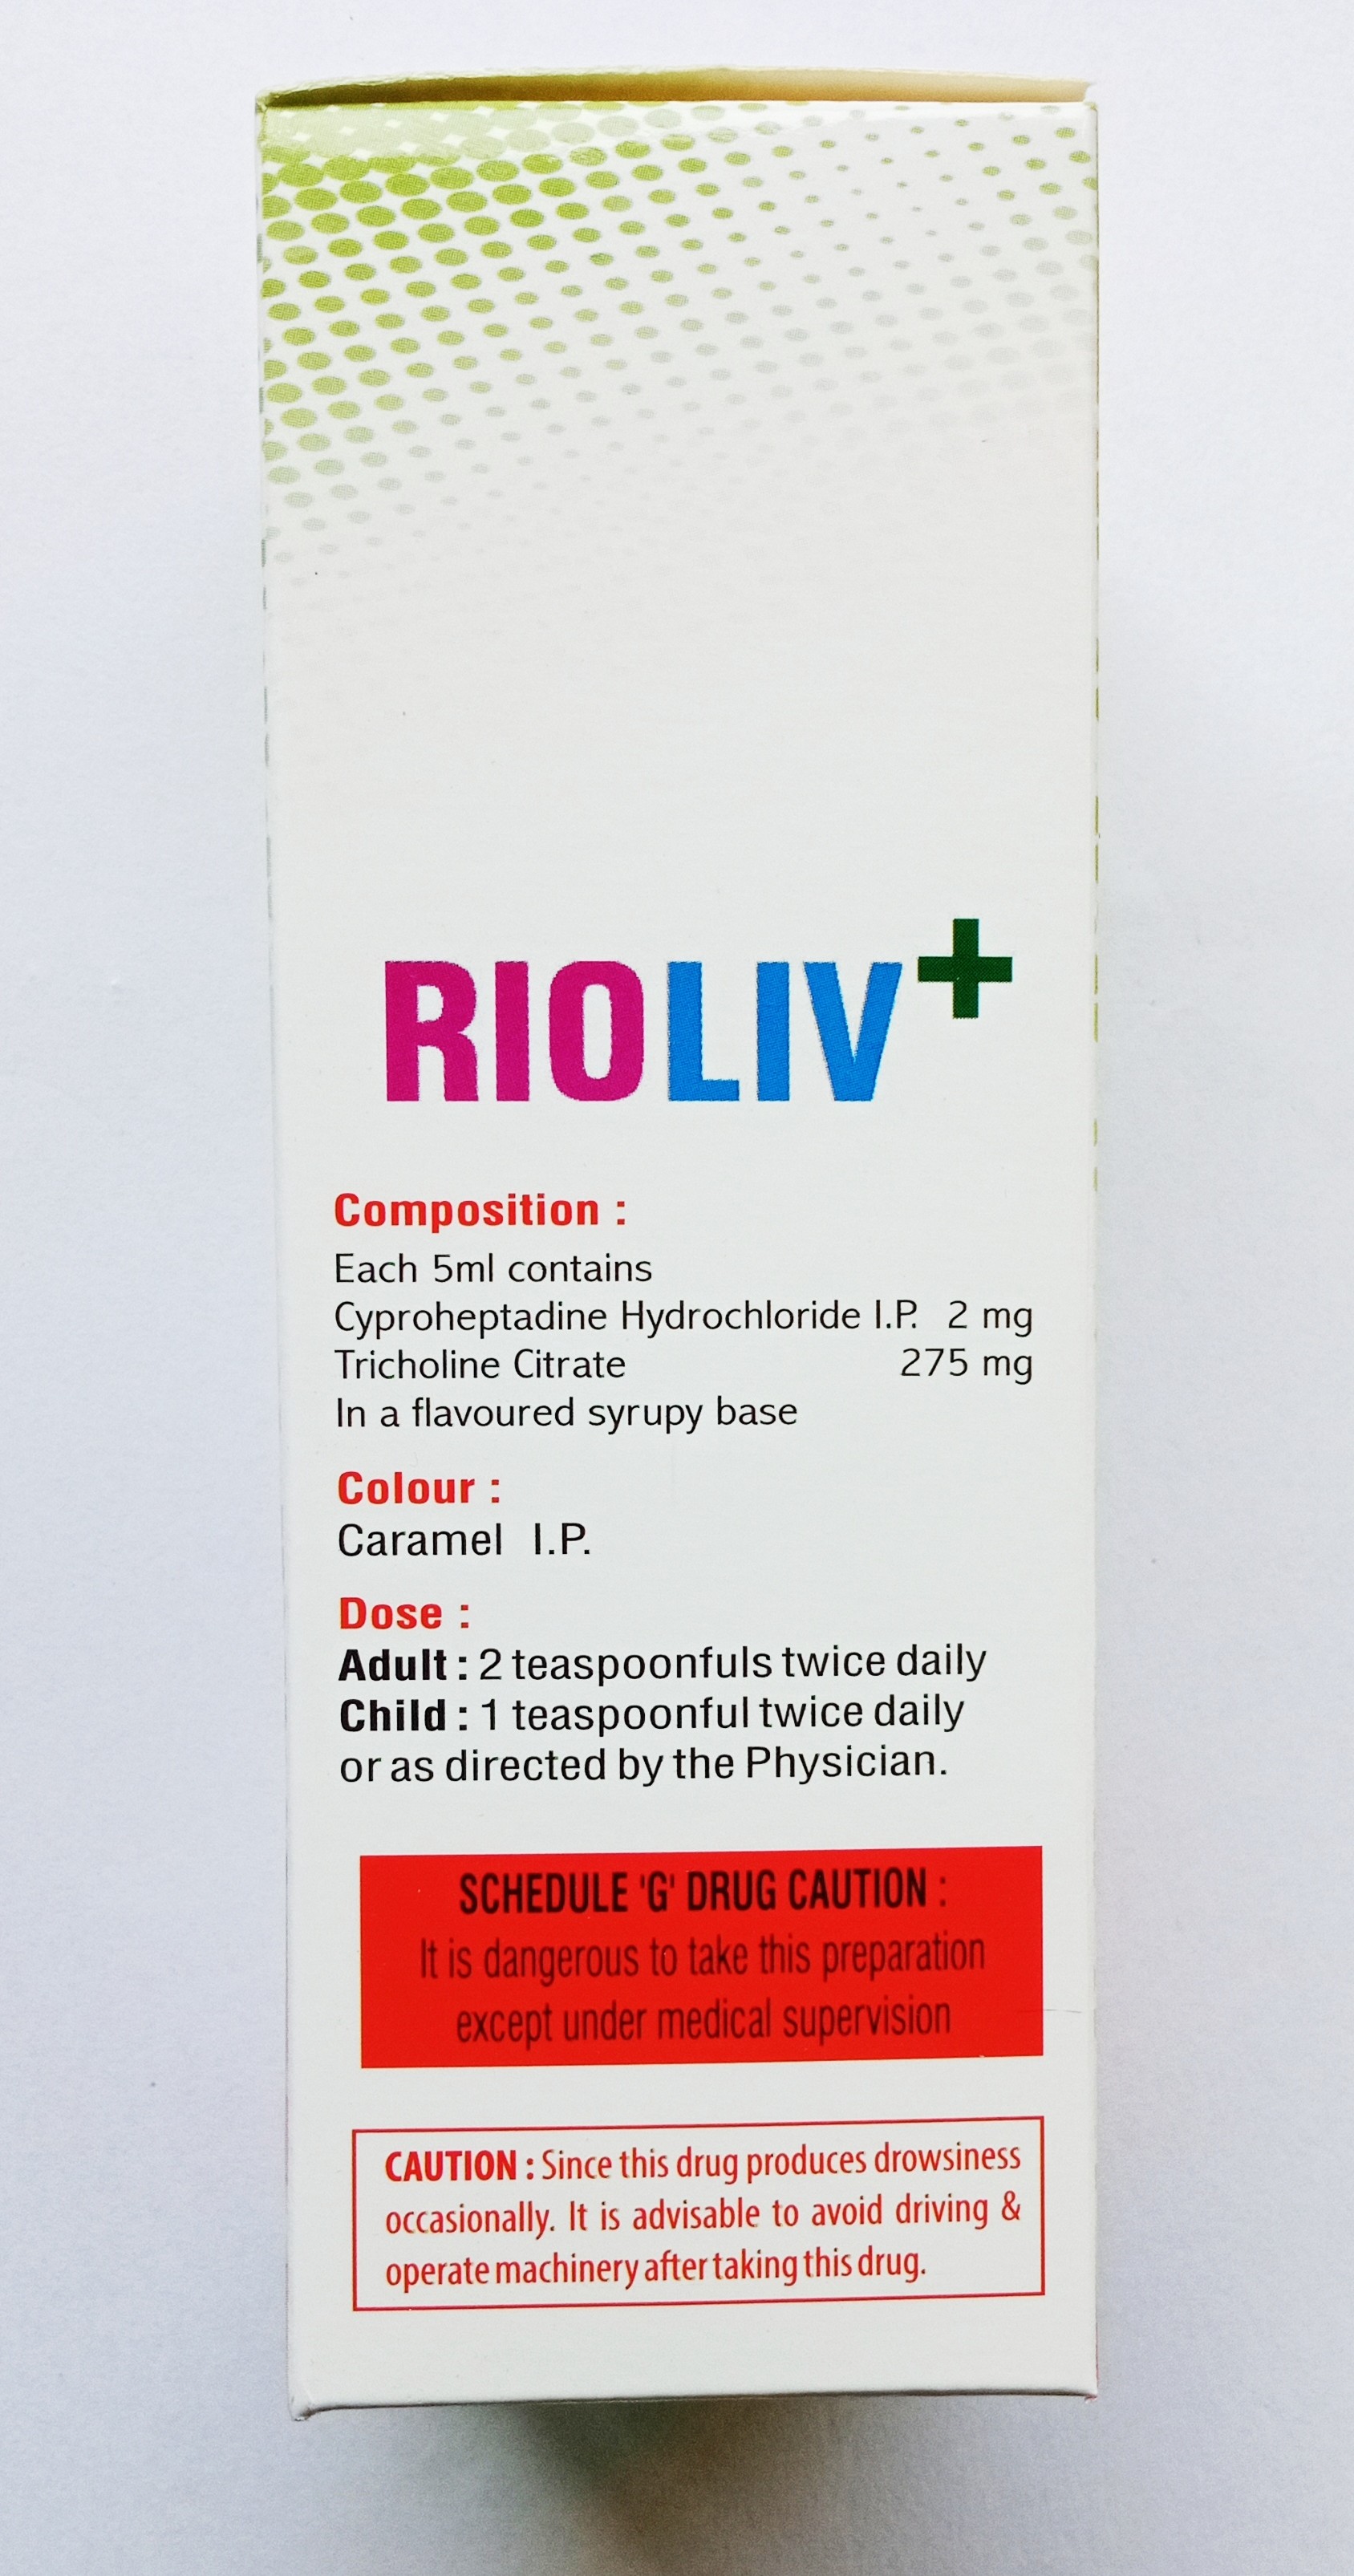 RIOLIV+
Composition :
Each 5ml contains
Cyproheptadine Hydrochloride I.P. 2 mg
Tricholine Citrate 275 mg
In a flavoured syrupy base
Colour :
Caramel I.P.
Dose :
Adult : 2 teaspoonfuls twice daily
Child : 1 teaspoonful twice daily
or as directed by the Physician.
SCHEDULE 'G' DRUG CAUTION :
It is dangerous to take this preparation
except under medical supervision
CAUTION : Since this drug produces drowsiness
occasionally. It is advisable to avoid driving &
operate machinery after taking this drug.